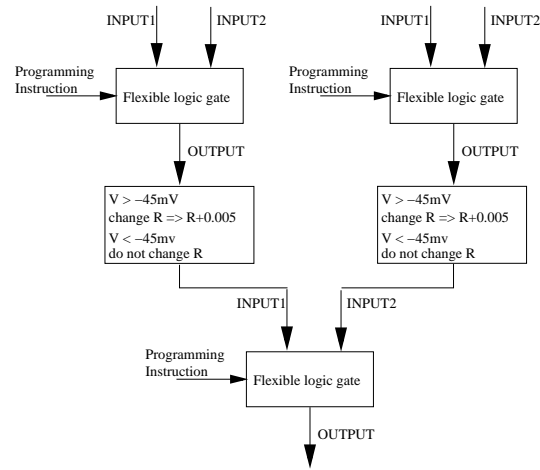 INPUT1
INPUT2
INPUT1
INPUT2
Programming
Instruction
Flexible logic gate
Programming
Instruction
Flexible logic gate
OUTPUT
OUTPUT
V > −45mV
change R => R+0.005
V < −45mv
do not change R
V > −45mV
change R => R+0.005
V < −45mv
do not change R
INPUT1
INPUT2
Programming
Instruction
Flexible logic gate
OUTPUT